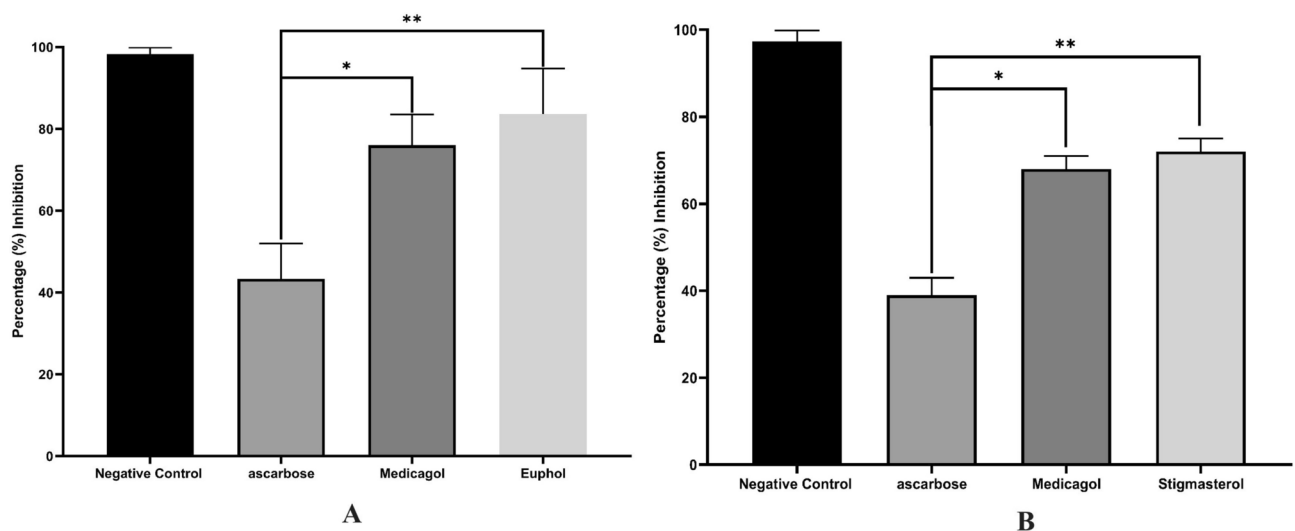 **
*
100
80
60
40
20
0
Percentage (%) Inhibition
Negative Control ascarbose Medicagol Euphol
A
**
*
100
80
60
40
20
0
Percentage (%) Inhibition
Negative Control ascarbose Medicagol Stigmasterol
B